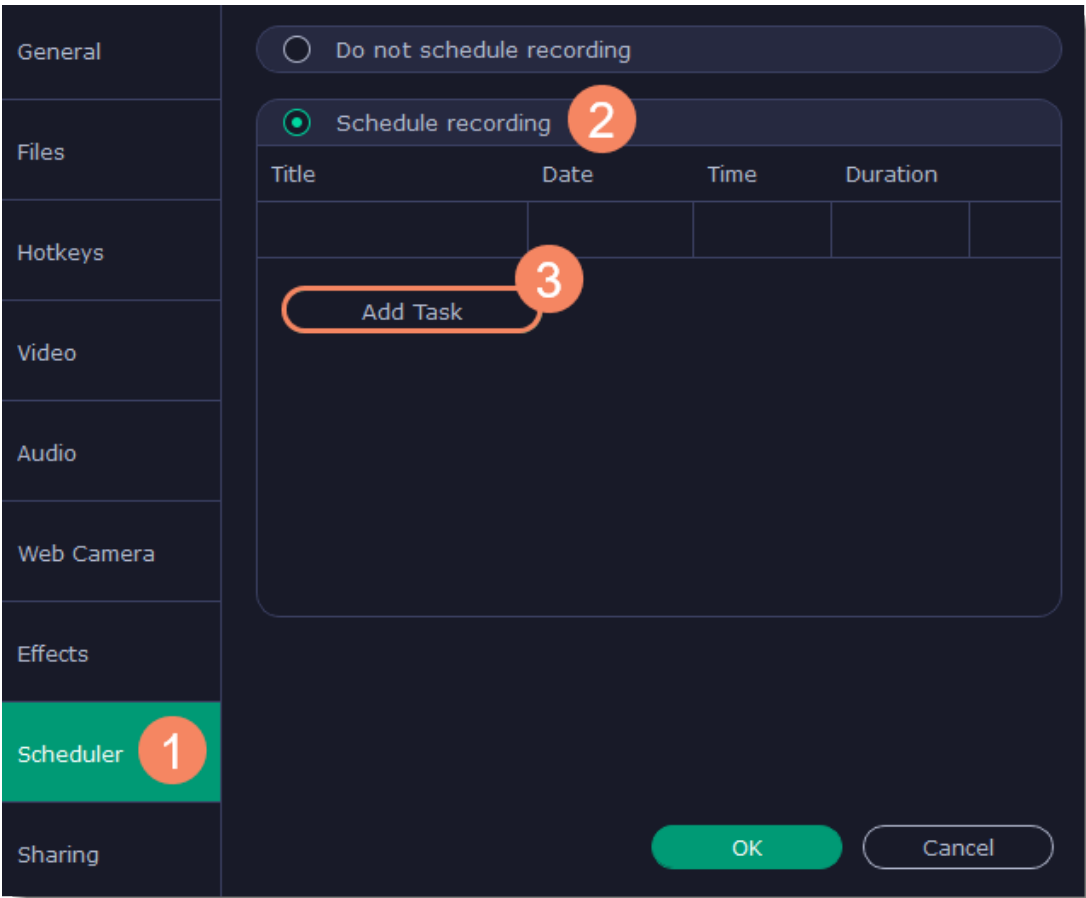 General
Files
Hotkeys
Video
Audio
Web Camera
Effects
Scheduler 1
Sharing
Do not schedule recording
Schedule recording 2
Title Date Time Duration
3
Add Task
OK Cancel